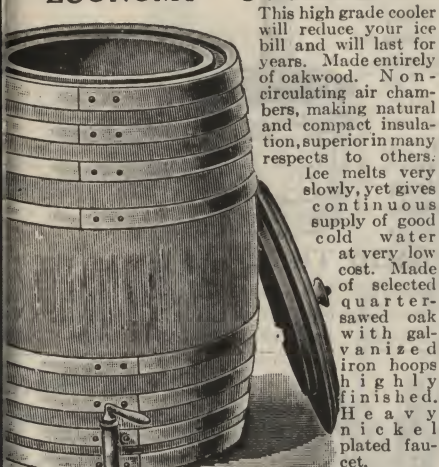 This high grade cooler
will reduce your ice
bill and will last for
years. Made entirely
of oakwood. Non-
circulating air cham-
bers, making natural
and compact insula-
tion, superior in many
respects to others.
Ice melts very
slowly, yet gives
continuous
supply of good
cold water
at very low
cost. Made
of selected
quarter-
sawed oak
with gal-
vanized
iron hoops
highly
finished.
Heavy
nickel
plated fau-
cet.